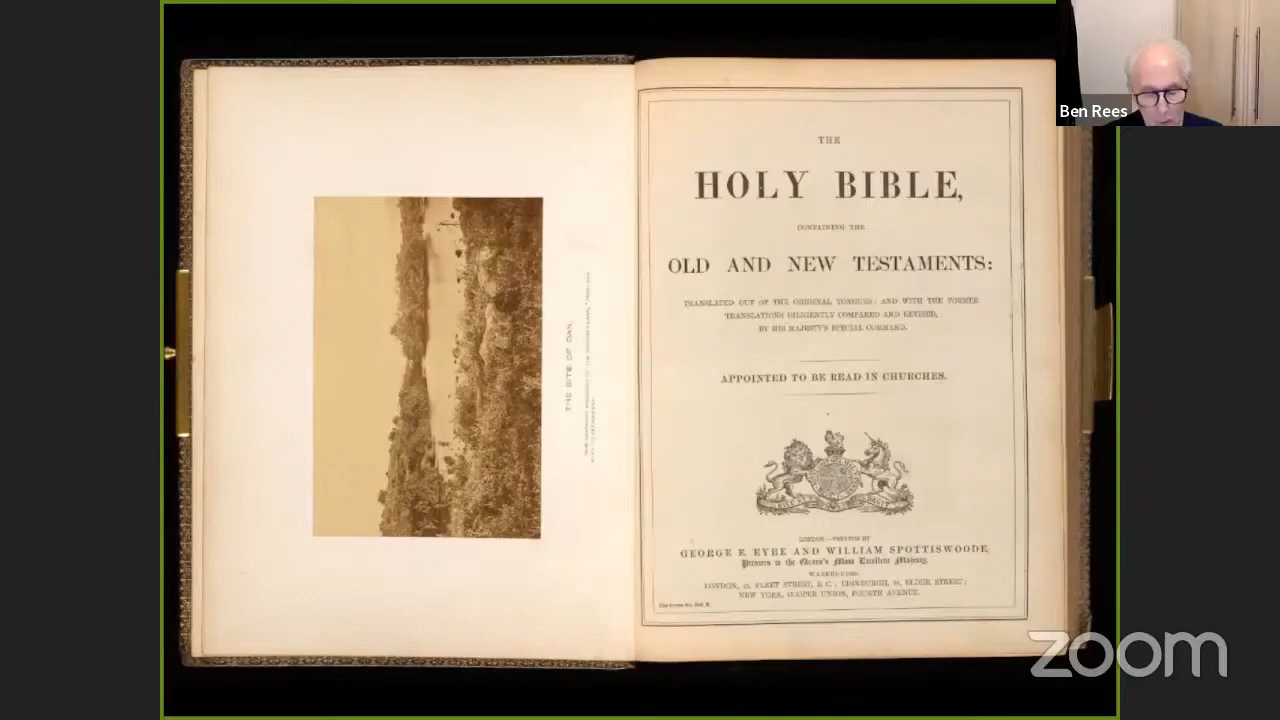 THE SITE OF DAN.
THE
HOLY BIBLE,
CONTAINING THE
OLD AND NEW TESTAMENTS:
TRANSLATED OUT OF THE ORIGINAL TONGUES: AND WITH THE FORMER
TRANSLATIONS DILIGENTLY COMPARED AND REVISED,
BY HIS MAJESTY'S SPECIAL COMMAND.
APPOINTED TO BE READ IN CHURCHES.
LONDON:—PRINTED BY
GEORGE E. EYRE AND WILLIAM SPOTTISWOODE,
Printers to the Queen's Most Excellent Majesty.
WAREHOUSES:
LONDON, FLEET STREET, E.C.; EDINBURGH, ELDER STREET;
NEW YORK, COOPER UNION, FOURTH AVENUE.
Ben Rees
zoom